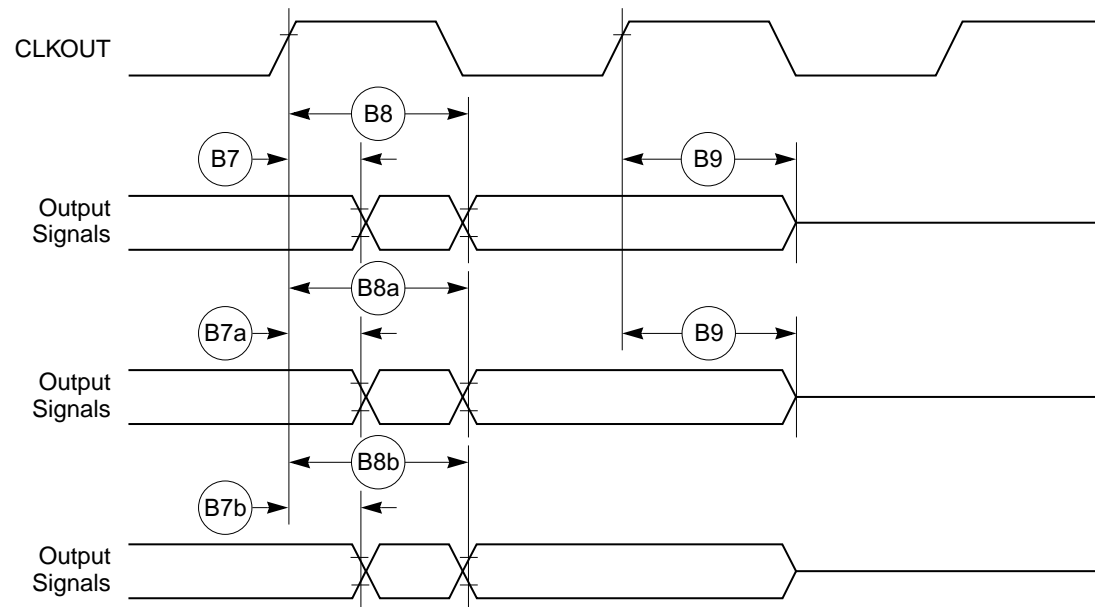 CLKOUT
B8
B7
B9
Output
Signals
B8a
B7a
B9
Output
Signals
B8b
B7b
Output
Signals